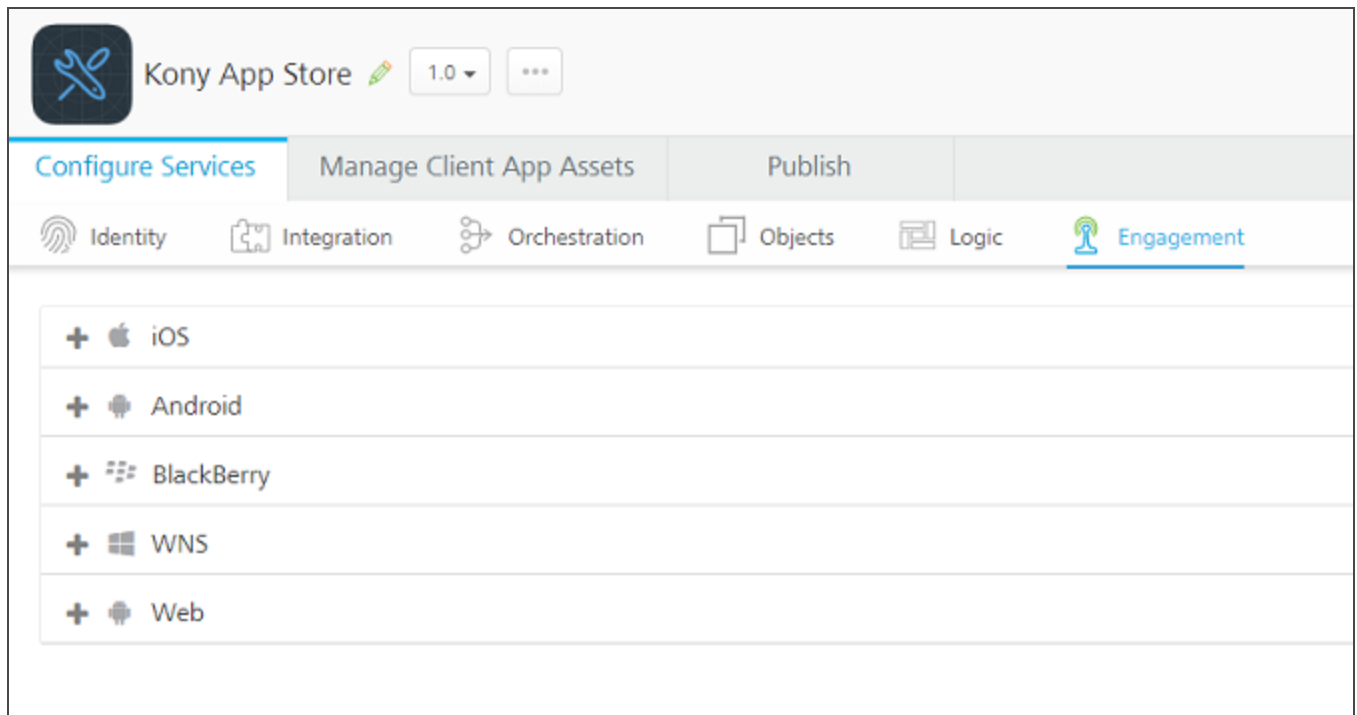 Kony App Store 1.0 •••
Configure Services Manage Client App Assets Publish
Identity Integration Orchestration Objects Logic Engagement
iOS
Android
BlackBerry
WNS
Web